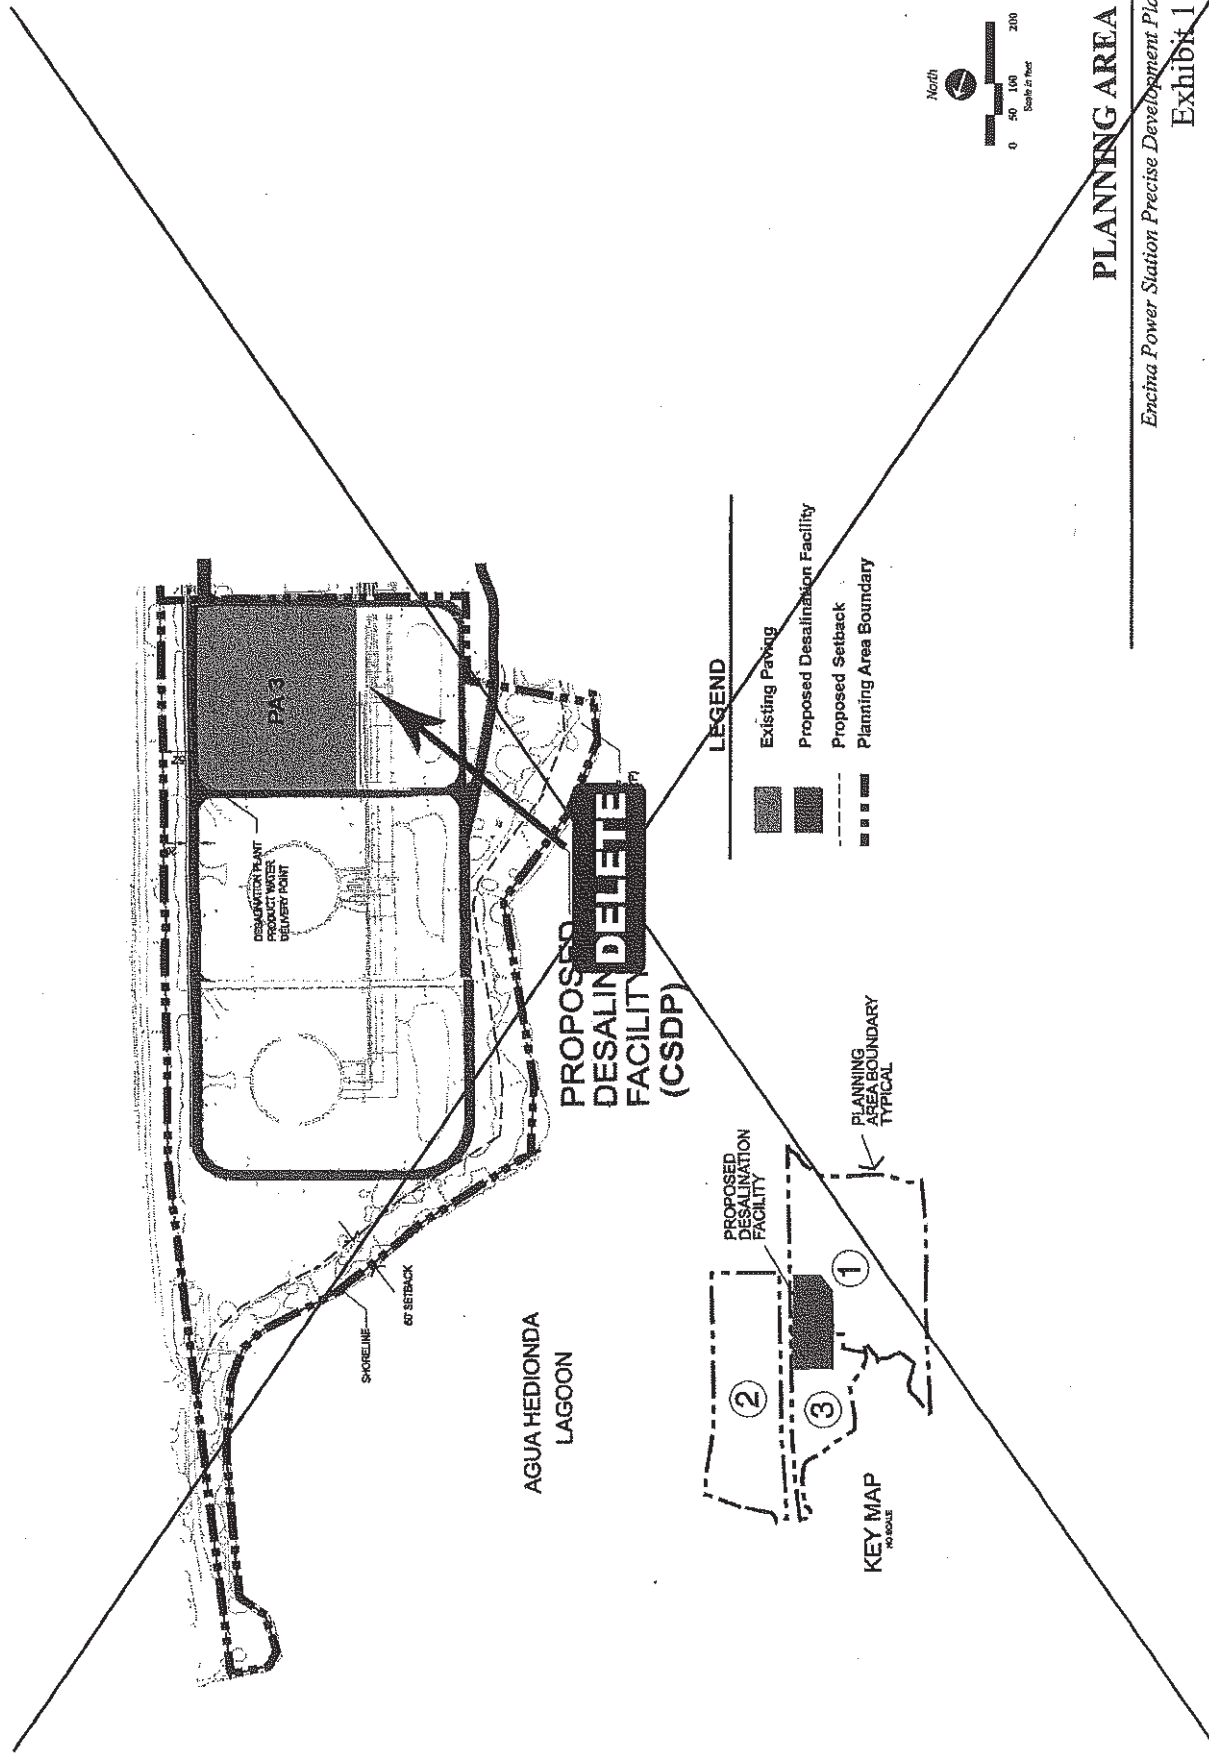 North
0 50 100 200
Scale in feet
PLANNING AREA
Encina Power Station Precise Development
Exhibit 1
PA 3
DESALINATION PLANT
PRODUCT WATER
DELIVERY POINT
SHORELINE
60' SETBACK
AGUA HEDIONDA
LAGOON
PROPOSED
DESALIN
FACILITY
(CSDP)
DELETE
LEGEND
Existing Paving
Proposed Desalination Facility
Proposed Setback
Planning Area Boundary
PROPOSED
DESALINATION
FACILITY
PLANNING
AREA BOUNDARY
TYPICAL
1
2
3
KEY MAP
NO SCALE